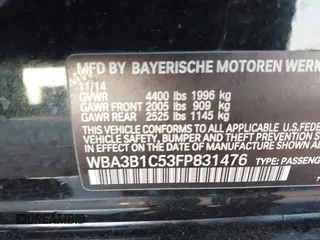 MFD BY BAYERISCHE MOTOREN WERK
11/14
GVWR 4400 lbs 1996 kg
GAWR FRONT 2005 lbs 909 kg
GAWR REAR 2525 lbs 1145 kg
THIS VEHICLE CONFORMS TO ALL APPLICABLE U.S. FEDE
VEHICLE SAFETY, BUMPER, AND THEFT PREVENTION STAN
IN EFFECT ON THE DATE OF MANUFACTURE SHOWN ABOVE
WBA3B1C53FP831476 TYPE: PASSENG